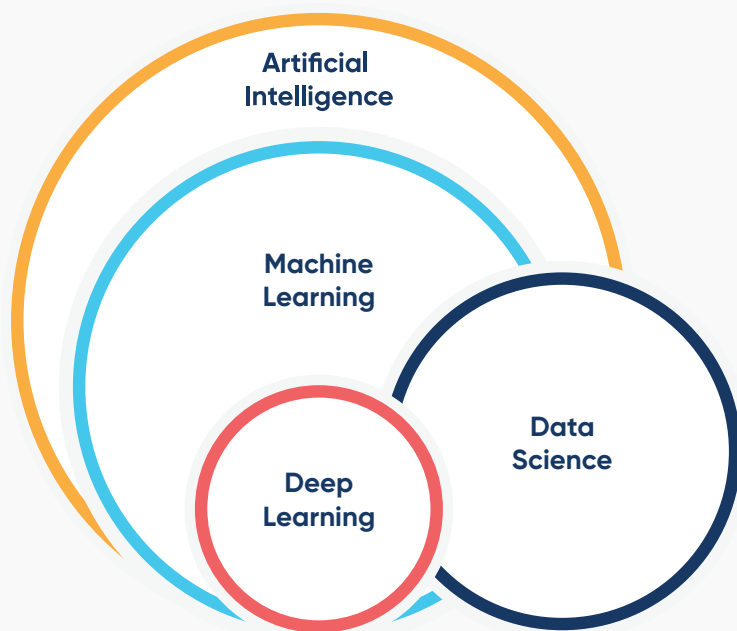 Artificial
Intelligence
Machine
Learning
Data
Science
Deep
Learning